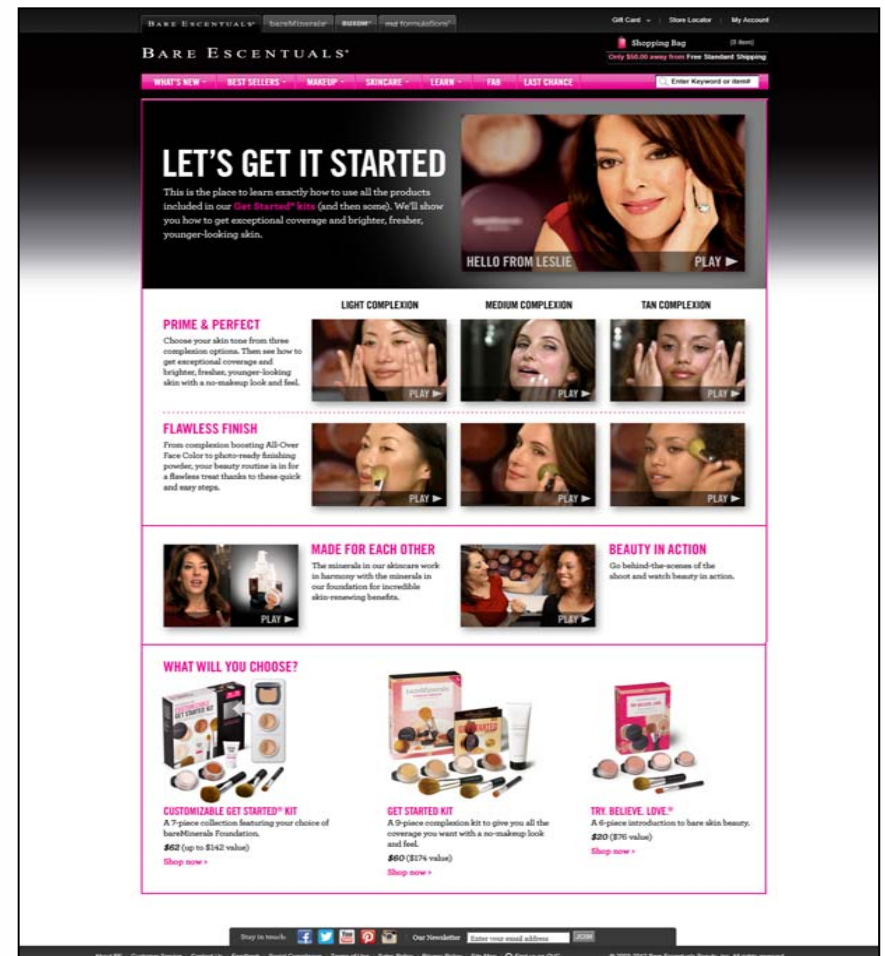 BARE ESCENTUALS® bareMinerals® BUXOM® md formulations®
Gift Card Store Locator My Account
BARE ESCENTUALS®
Shopping Bag
Only $50.00 away from Free Standard Shipping
WHAT'S NEW BEST SELLERS MAKEUP SKINCARE LEARN FAB LAST CHANCE
Enter Keyword or item#
LET'S GET IT STARTED
This is the place to learn exactly how to use all the products
included in our Get Started® kits (and then some). We'll show
you how to get exceptional coverage and brighter, fresher,
younger-looking skin.
HELLO FROM LESLIE PLAY
LIGHT COMPLEXION MEDIUM COMPLEXION TAN COMPLEXION
PRIME & PERFECT
Choose your skin tone from three
complexion options. Then see how to
get exceptional coverage and
brighter, fresher, younger-looking
skin with a no-makeup look and feel.
PLAY PLAY PLAY
FLAWLESS FINISH
From complexion boosting All-Over
Face Color to photo-ready finishing
powder, your beauty routine is in for
a flawless treat thanks to these quick
and easy steps.
PLAY PLAY PLAY
MADE FOR EACH OTHER
The minerals in our skincare work
in harmony with the minerals in
our foundation for incredible
skin-renewing benefits.
PLAY
BEAUTY IN ACTION
Go behind-the-scenes of the
shoot and watch beauty in action.
PLAY
WHAT WILL YOU CHOOSE?
bareMinerals
CUSTOMIZABLE GET STARTED® KIT
A 7-piece collection featuring your choice of
bareMinerals Foundation.
$62 (up to $142 value)
Shop now >
GET STARTED KIT
A 9-piece complexion kit to give you all the
coverage you want with a no-makeup look
and feel.
$60 ($174 value)
Shop now >
TRY. BELIEVE. LOVE.®
A 6-piece introduction to bare skin beauty.
$20 ($76 value)
Shop now >
Stay in touch: Our Newsletter Enter your email address JOIN